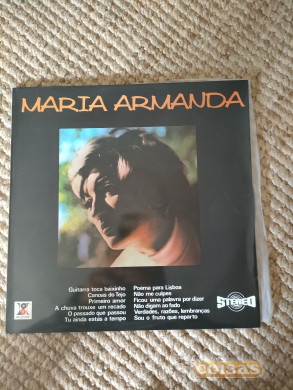 MARIA ARMANDA
Guitarra toca baixinho
Canoas do Tejo
Primeiro amor
A chuva trouxe um recado
O passado que passou
Tu ainda estás a tempo
Poema para Lisboa
Não me culpes
Ficou uma palavra por dizer
Não digam ao fado
Verdades, razões, lembranças
Sou o fruto que reparto
STEREO
coisas